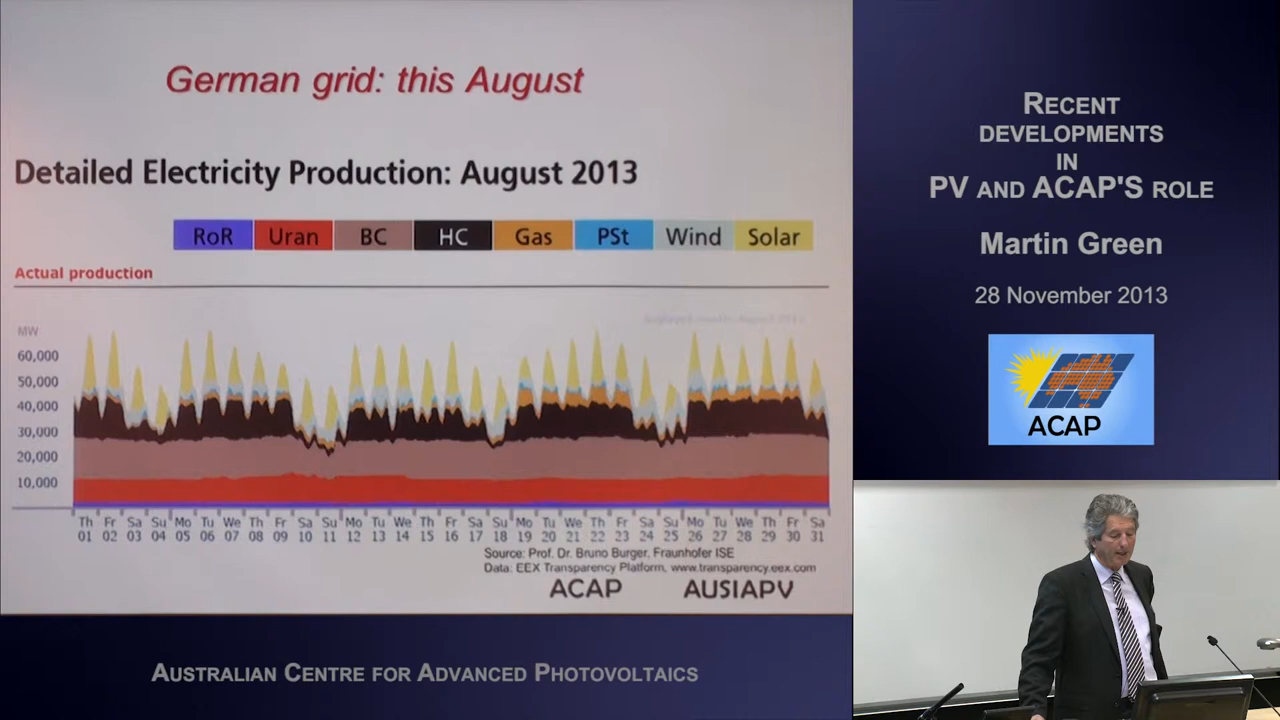 German grid: this August
Detailed Electricity Production: August 2013
RoR Uran BC HC Gas PSt Wind Solar
Actual production
MW
60,000
50,000
40,000
30,000
20,000
10,000
Th Fr Sa Su Mo Tu We Th Fr Sa Su Mo Tu We Th Fr Sa Su Mo Tu We Th Fr Sa Su Mo Tu We Th Fr Sa
01 02 03 04 05 06 07 08 09 10 11 12 13 14 15 16 17 18 19 20 21 22 23 24 25 26 27 28 29 30 31
Source: Prof. Dr. Bruno Burger, Fraunhofer ISE
Data: EEX Transparency Platform, www.transparency.eex.com
ACAP AUSIAPV
AUSTRALIAN CENTRE FOR ADVANCED PHOTOVOLTAICS
RECENT
DEVELOPMENTS
IN
PV AND ACAP'S ROLE
Martin Green
28 November 2013
ACAP